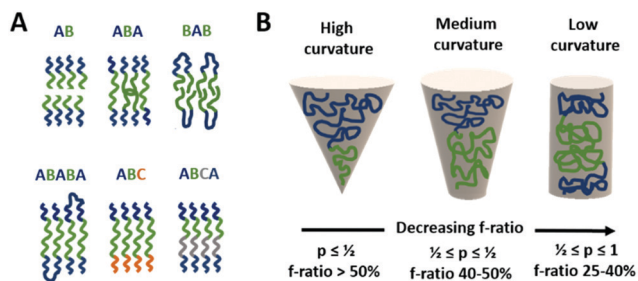 A
AB ABA BAB
ABABA ABC ABCA
B
High curvature
Medium curvature
Low curvature
Decreasing f-ratio
p ≤ ½
f-ratio > 50%
½ ≤ p ≤ ½
f-ratio 40-50%
½ ≤ p ≤ 1
f-ratio 25-40%